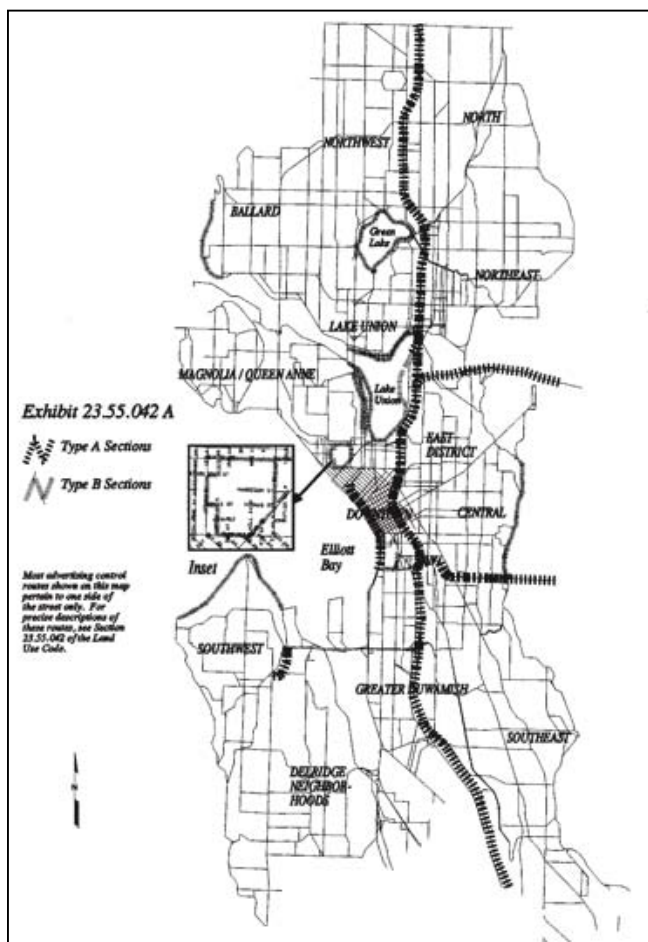 NORTH
NORTHWEST
BALLARD
Green
Lake
NORTHEAST
LAKE UNION
MAGNOLIA / QUEEN ANNE
Lake
Union
Exhibit 23.55.042 A
Type A Sections
Type B Sections
EAST
DISTRICT
CENTRAL
Elliott
Bay
Inset
Most advertising control
routes shown on this map
pertain to one side of
the street only. For
precise descriptions of
these routes, see Section
23.55.042 of the Land
Use Code.
SOUTHWEST
GREATER DUWAMISH
SOUTHEAST
DELRIDGE
NEIGHBOR-
HOODS